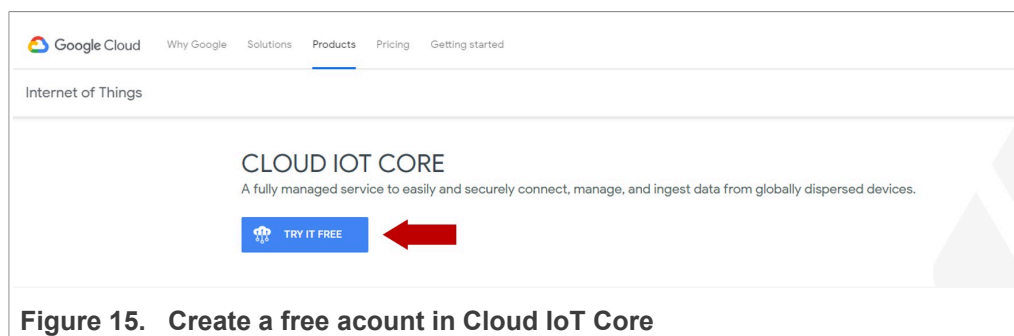 Google Cloud Why Google Solutions Products Pricing Getting started
Internet of Things
CLOUD IOT CORE
A fully managed service to easily and securely connect, manage, and ingest data from globally dispersed devices.
TRY IT FREE
Figure 15. Create a free acount in Cloud IoT Core